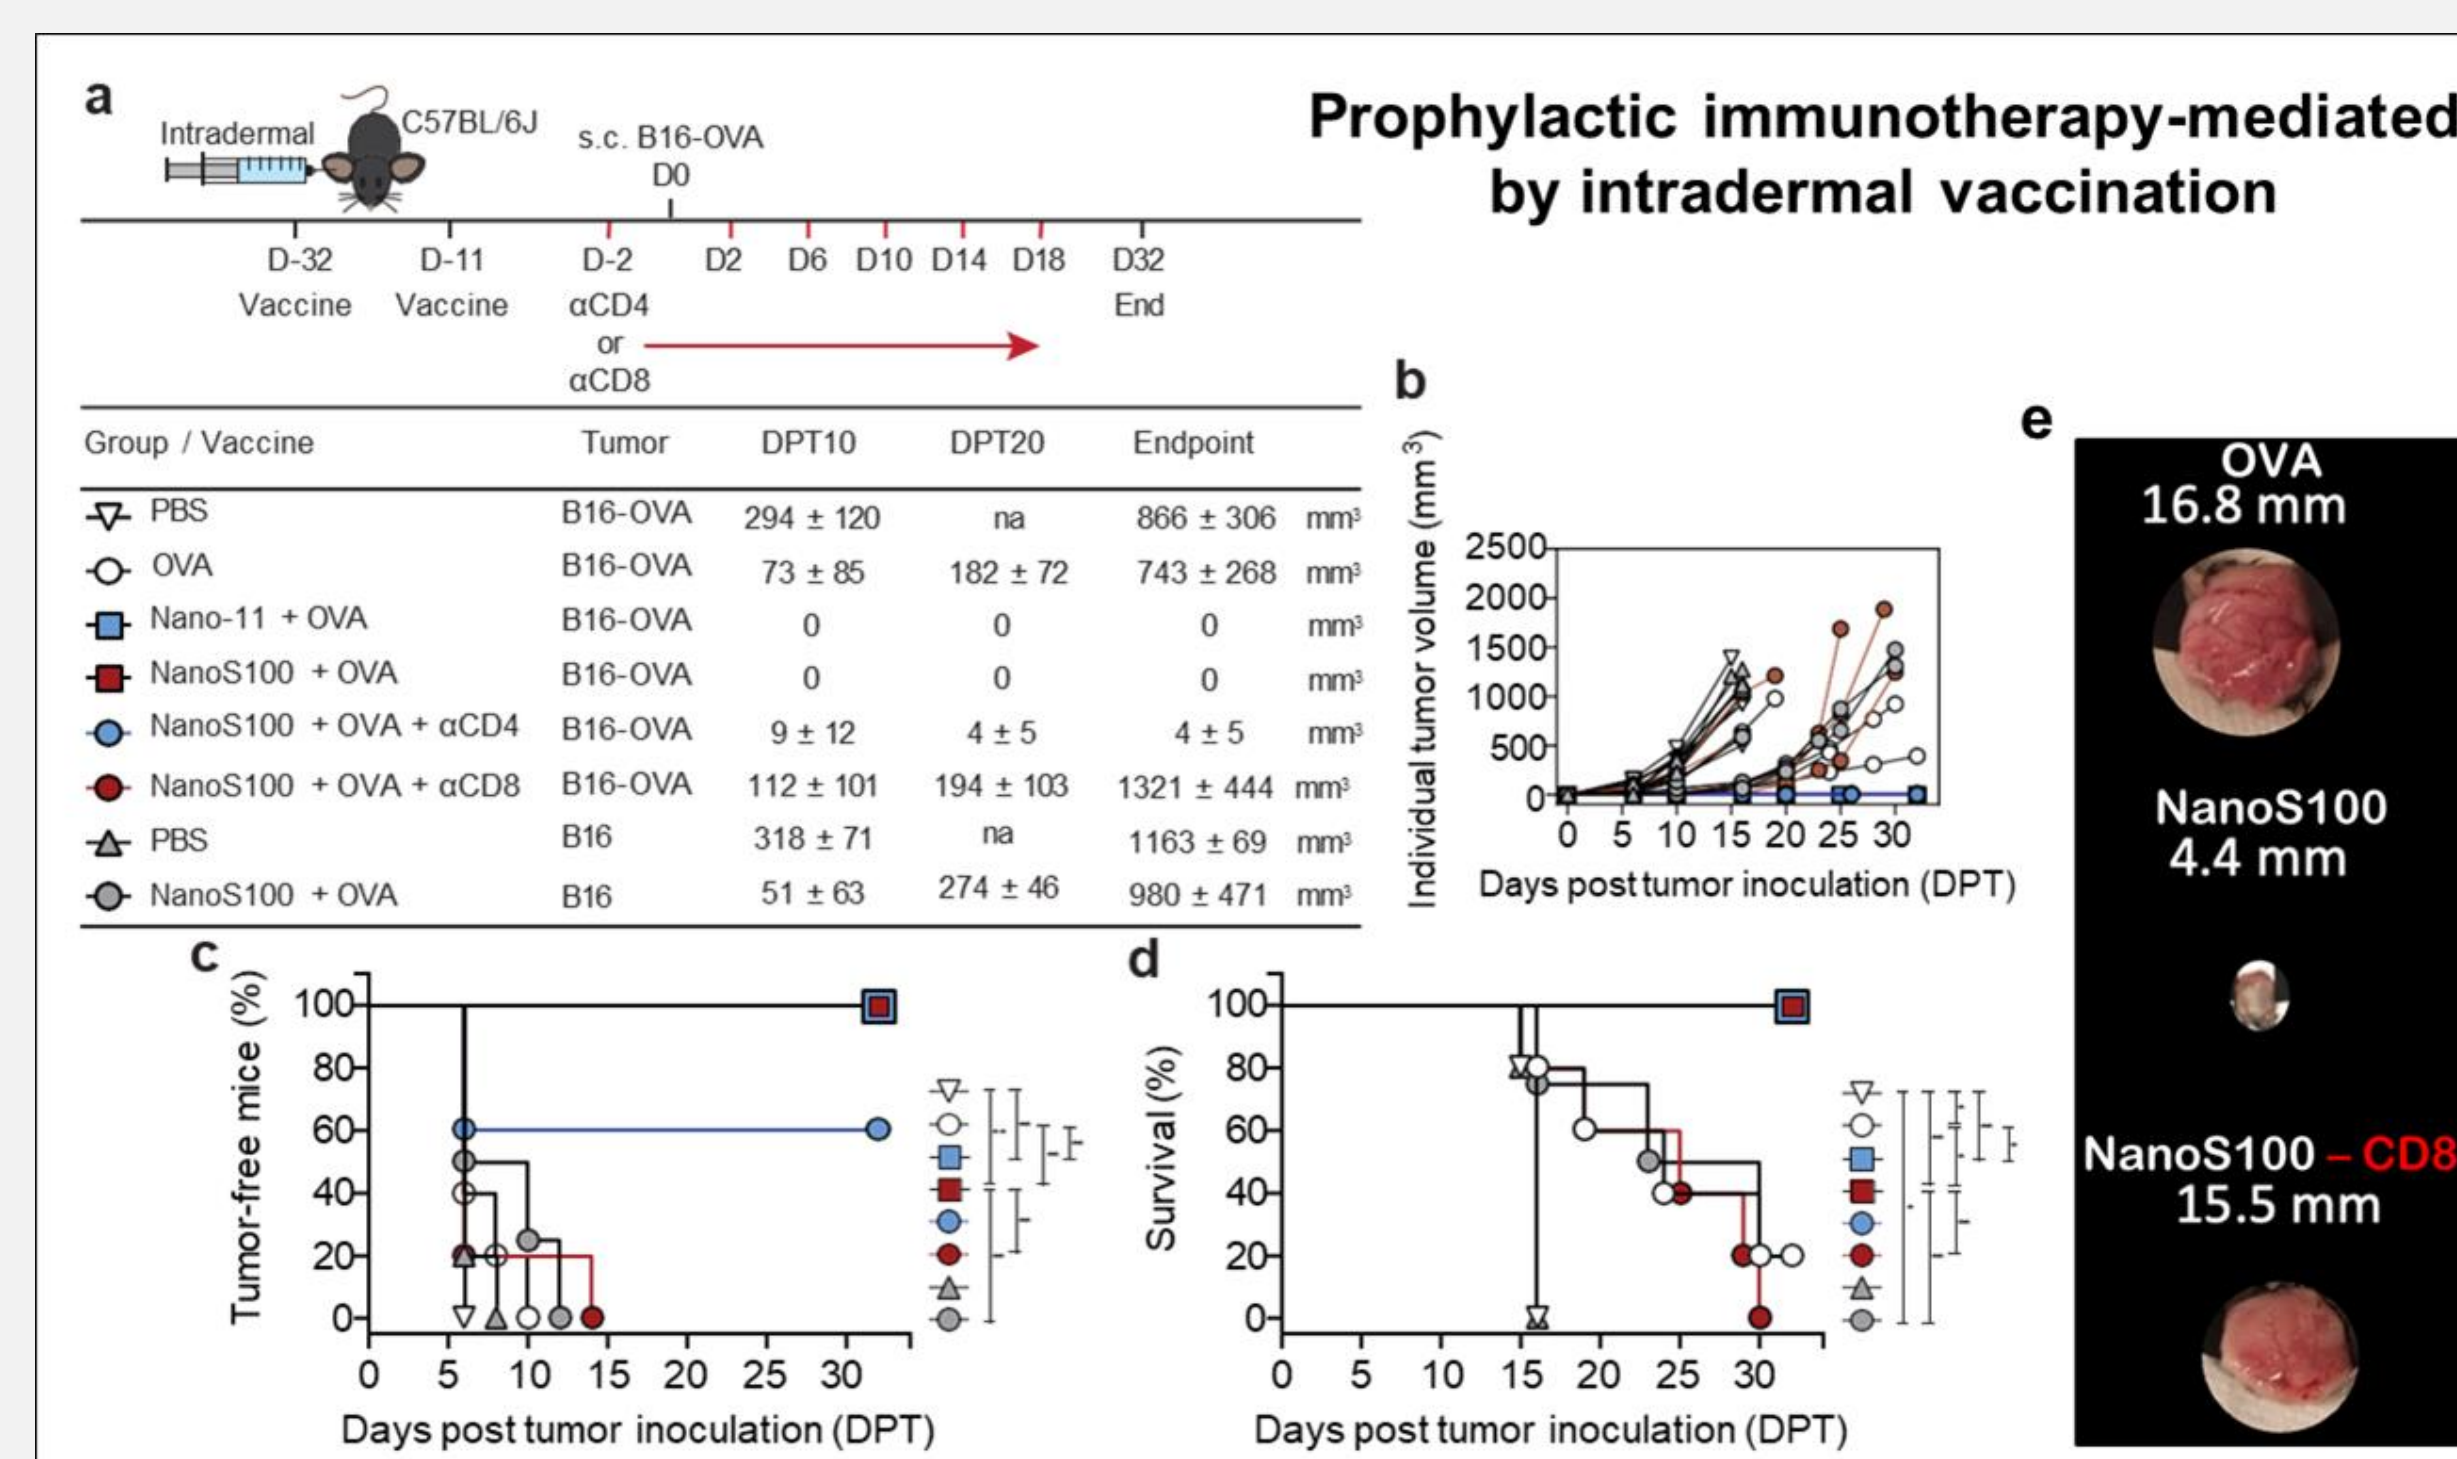 Prophylactic immunotherapy-mediated
by intradermal vaccination
a
Intradermal
C57BL/6J
s.c. B16-OVA
D0
D-32 D-11 D-2 D2 D6 D10 D14 D18 D32
Vaccine Vaccine αCD4 End
or
αCD8
Group / Vaccine Tumor DPT10 DPT20 Endpoint
PBS B16-OVA 294 ± 120 na 866 ± 306 mm³
OVA B16-OVA 73 ± 85 182 ± 72 743 ± 268 mm³
Nano-11 + OVA B16-OVA 0 0 0 mm³
NanoS100 + OVA B16-OVA 0 0 0 mm³
NanoS100 + OVA + αCD4 B16-OVA 9 ± 12 4 ± 5 4 ± 5 mm³
NanoS100 + OVA + αCD8 B16-OVA 112 ± 101 194 ± 103 1321 ± 444 mm³
PBS B16 318 ± 71 na 1163 ± 69 mm³
NanoS100 + OVA B16 51 ± 63 274 ± 46 980 ± 471 mm³
b
Individual tumor volume (mm³)
2500
2000
1500
1000
500
0
0 5 10 15 20 25 30
Days post tumor inoculation (DPT)
c
Tumor-free mice (%)
100
80
60
40
20
0
0 5 10 15 20 25 30
Days post tumor inoculation (DPT)
d
Survival (%)
100
80
60
40
20
0
0 5 10 15 20 25 30
Days post tumor inoculation (DPT)
e
OVA
16.8 mm
NanoS100
4.4 mm
NanoS100 – CD8
15.5 mm